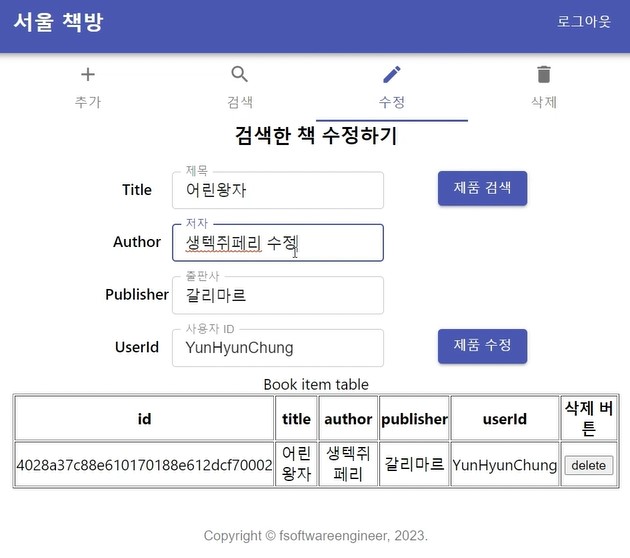 서울 책방 로그아웃
추가 검색 수정 삭제
검색한 책 수정하기
제목
Title 어린왕자 제품 검색
저자
Author 생텍쥐페리 수정
출판사
Publisher 갈리마르
사용자 ID
UserId YunHyunChung 제품 수정
Book item table
id title author publisher userId 삭제 버튼
4028a37c88e610170188e612dcf70002 어린왕자 생텍쥐페리 갈리마르 YunHyunChung delete
Copyright © fsoftwareengineer, 2023.